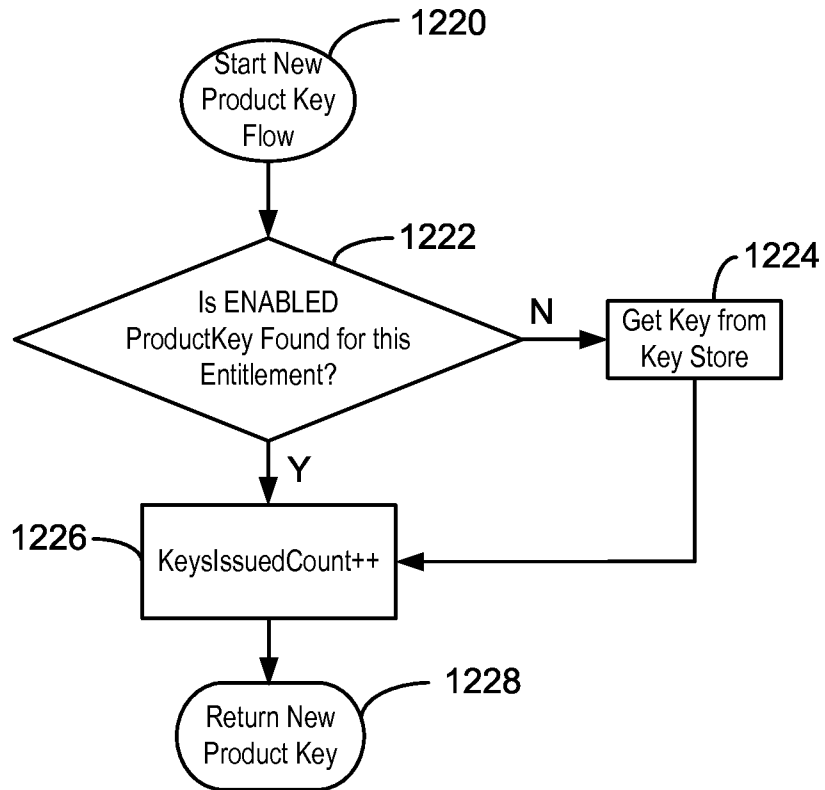 1220
Start New
Product Key
Flow
1222
Is ENABLED
ProductKey Found for this
Entitlement?
N
1224
Get Key from
Key Store
Y
1226
KeysIssuedCount++
1228
Return New
Product Key